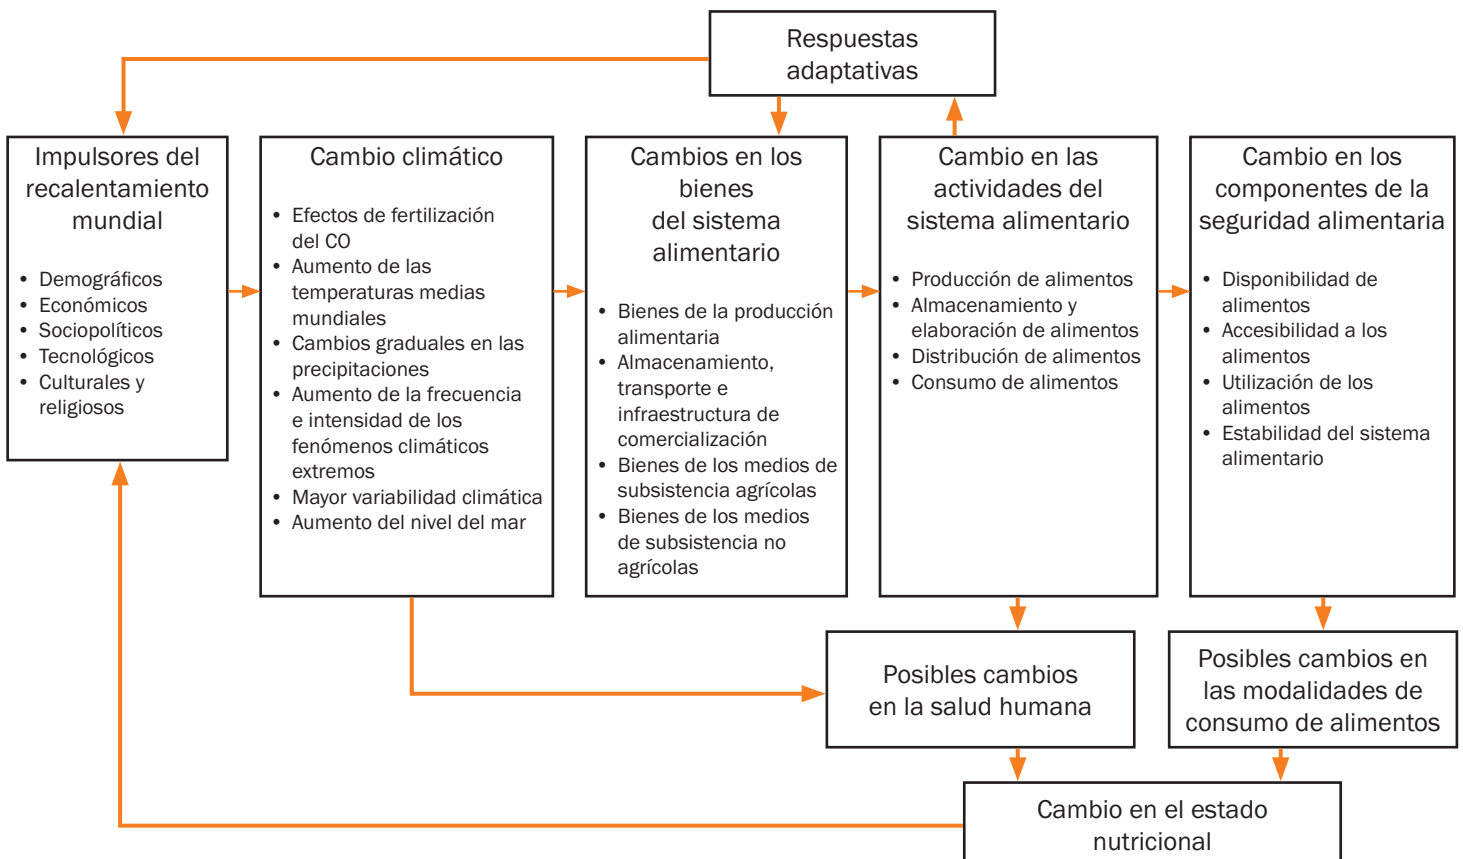 Respuestas
adaptativas
Impulsores del
recalentamiento
mundial
• Demográficos
• Económicos
• Sociopolíticos
• Tecnológicos
• Culturales y
religiosos
Cambio climático
• Efectos de fertilización
del CO
• Aumento de las
temperaturas medias
mundiales
• Cambios graduales en las
precipitaciones
• Aumento de la frecuencia
e intensidad de los
fenómenos climáticos
extremos
• Mayor variabilidad climática
• Aumento del nivel del mar
Cambios en los
bienes
del sistema
alimentario
• Bienes de la producción
alimentaria
• Almacenamiento,
transporte e
infraestructura de
comercialización
• Bienes de los medios de
subsistencia agrícolas
• Bienes de los medios
de subsistencia no
agrícolas
Cambio en las
actividades del
sistema alimentario
• Producción de alimentos
• Almacenamiento y
elaboración de alimentos
• Distribución de alimentos
• Consumo de alimentos
Cambio en los
componentes de la
seguridad alimentaria
• Disponibilidad de
alimentos
• Accesibilidad a los
alimentos
• Utilización de los
alimentos
• Estabilidad del sistema
alimentario
Posibles cambios
en la salud humana
Posibles cambios en
las modalidades de
consumo de alimentos
Cambio en el estado
nutricional